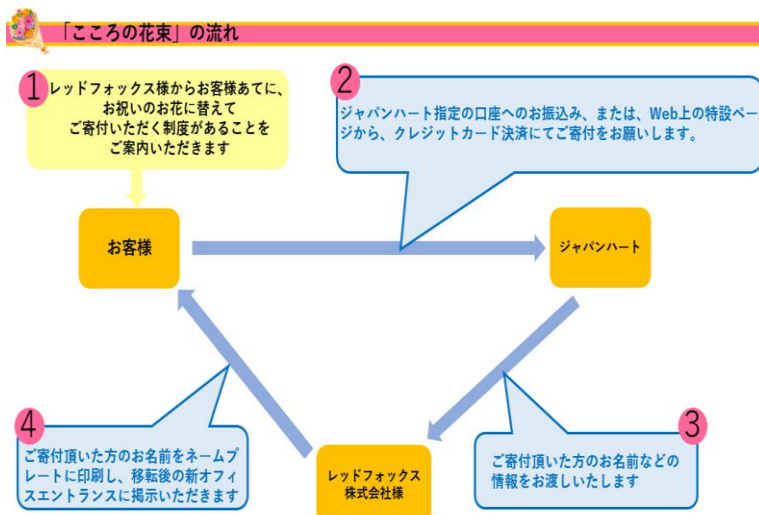 「こころの花束」の流れ
1
レッドフォックス様からお客様あてに、
お祝いのお花に替えて
ご寄付いただく制度があることを
ご案内いただきます
2
ジャパンハート指定の口座へのお振込み、または、Web上の特設ペー
ジから、クレジットカード決済にてご寄付をお願いします。
お客様
ジャパンハート
4
ご寄付頂いた方のお名前をネームプ
レートに印刷し、移転後の新オフィ
スエントランスに掲示いただきます
レッドフォックス
株式会社様
3
ご寄付頂いた方のお名前などの
情報をお渡しいたします